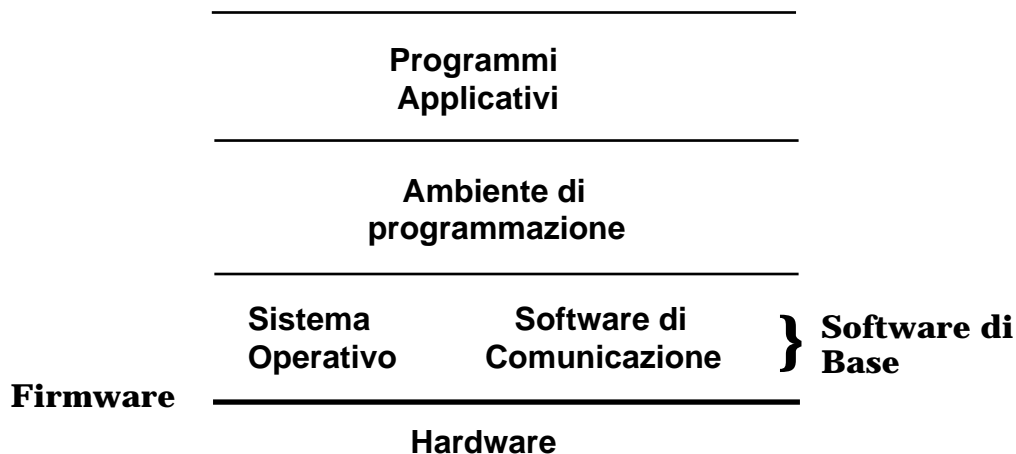 Programmi
Applicativi
Ambiente di
programmazione
Sistema
Operativo
Software di
Comunicazione
}
Software di
Base
Firmware
Hardware